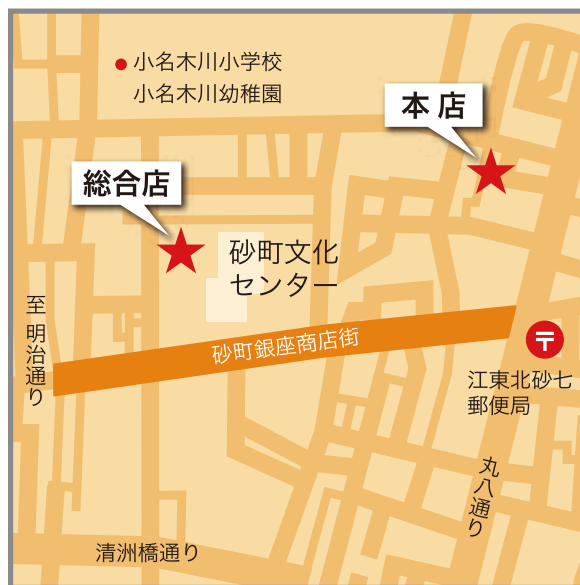 小名木川小学校
小名木川幼稚園
本店
総合店
砂町文化
センター
至 明治通り
砂町銀座商店街
〒
江東北砂七
郵便局
丸八通り
清洲橋通り